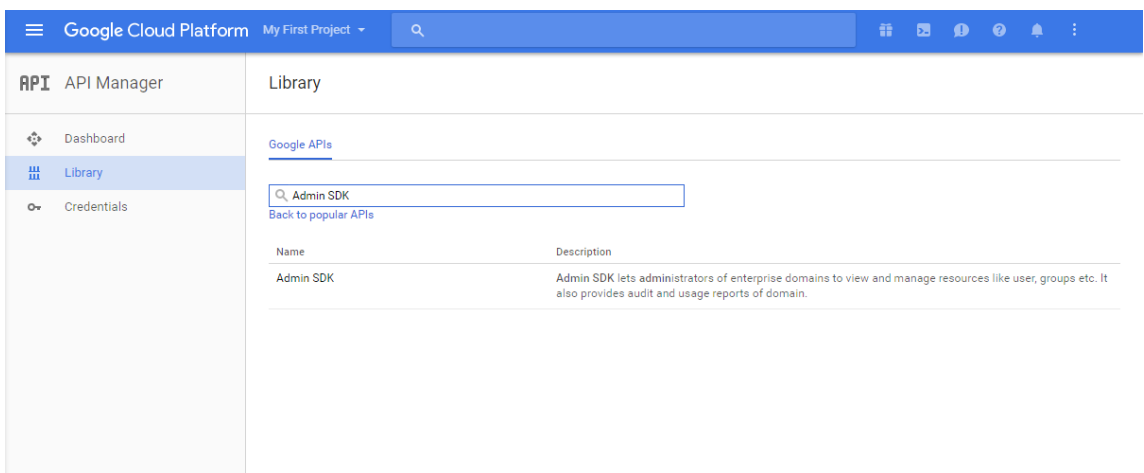 Google Cloud Platform My First Project
API API Manager
Library
Dashboard
Library
Credentials
Google APIs
Admin SDK
Back to popular APIs
Name Description
Admin SDK Admin SDK lets administrators of enterprise domains to view and manage resources like user, groups etc. It
also provides audit and usage reports of domain.